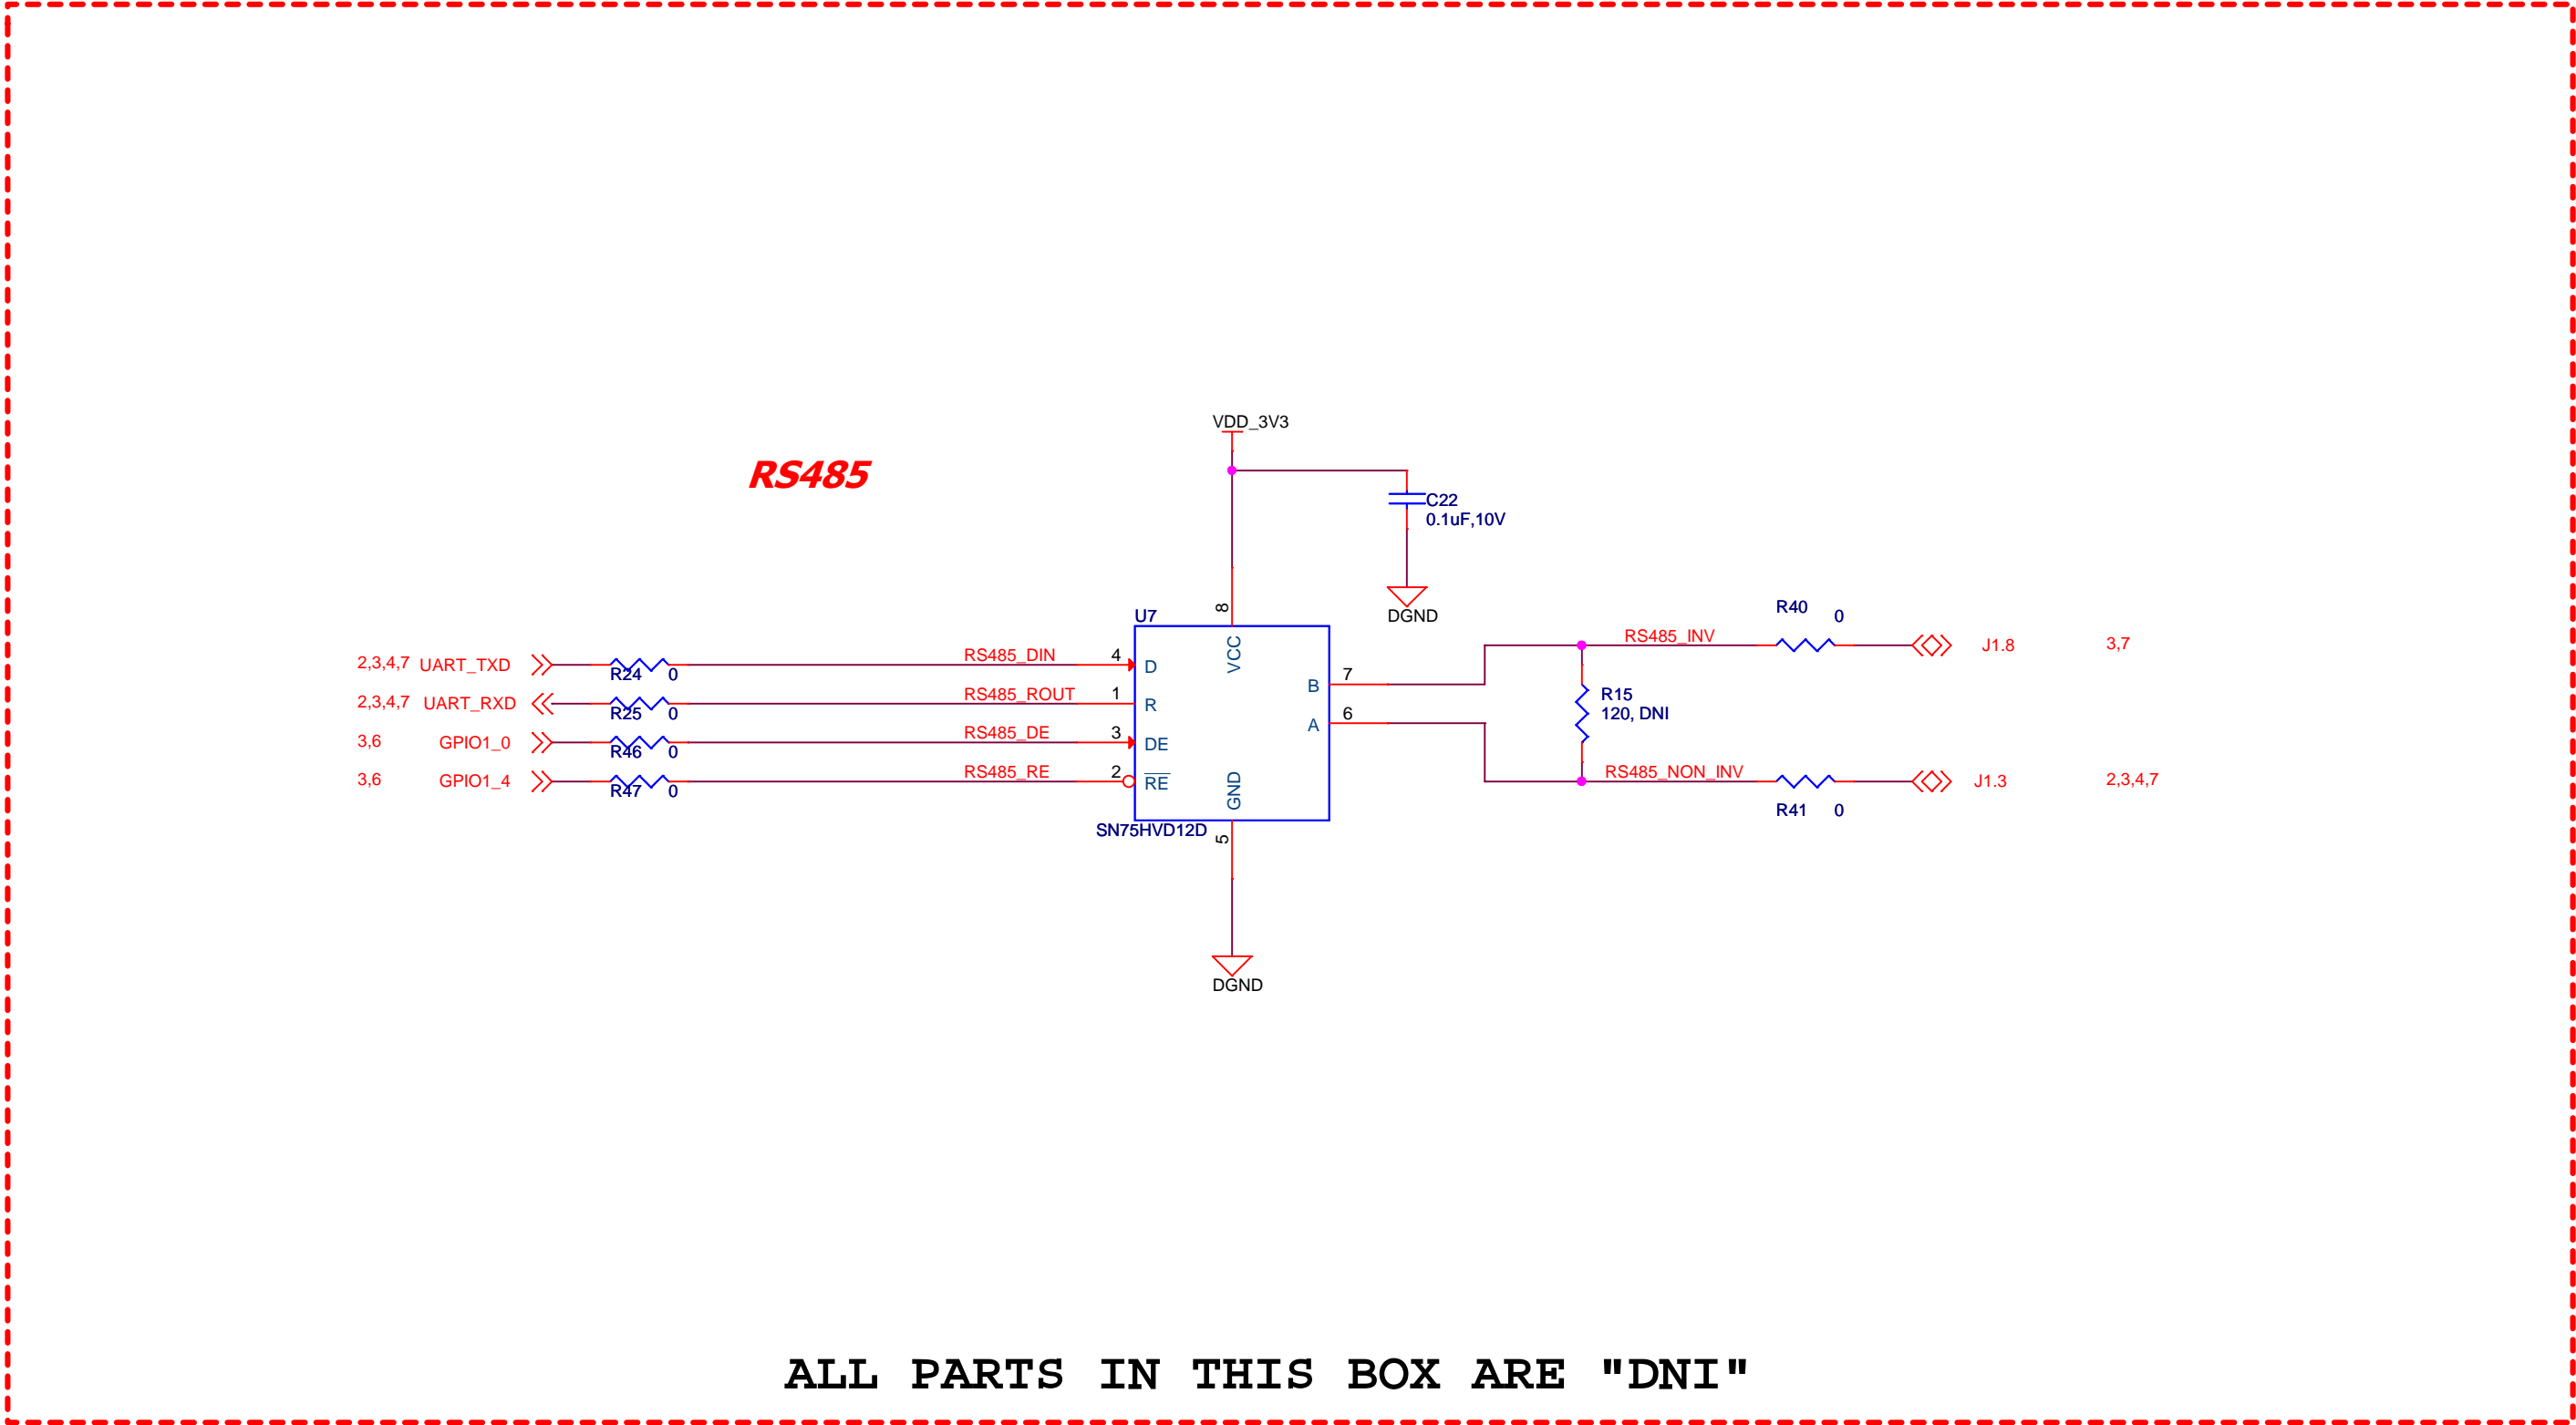 VDD_3V3
RS485
C22
0.1uF,10V
DGND
U7
8
VCC
R40
0
RS485_INV
J1.8
3,7
2,3,4,7 UART_TXD
R24 0
RS485_DIN
4
D
2,3,4,7 UART_RXD
R25 0
RS485_ROUT
1
R
3,6 GPIO1_0
R46 0
RS485_DE
3
DE
3,6 GPIO1_4
R47 0
RS485_RE
2
RE
B
7
A
6
R15
120, DNI
RS485_NON_INV
J1.3
2,3,4,7
R41
0
GND
5
SN75HVD12D
DGND
ALL PARTS IN THIS BOX ARE "DNI"